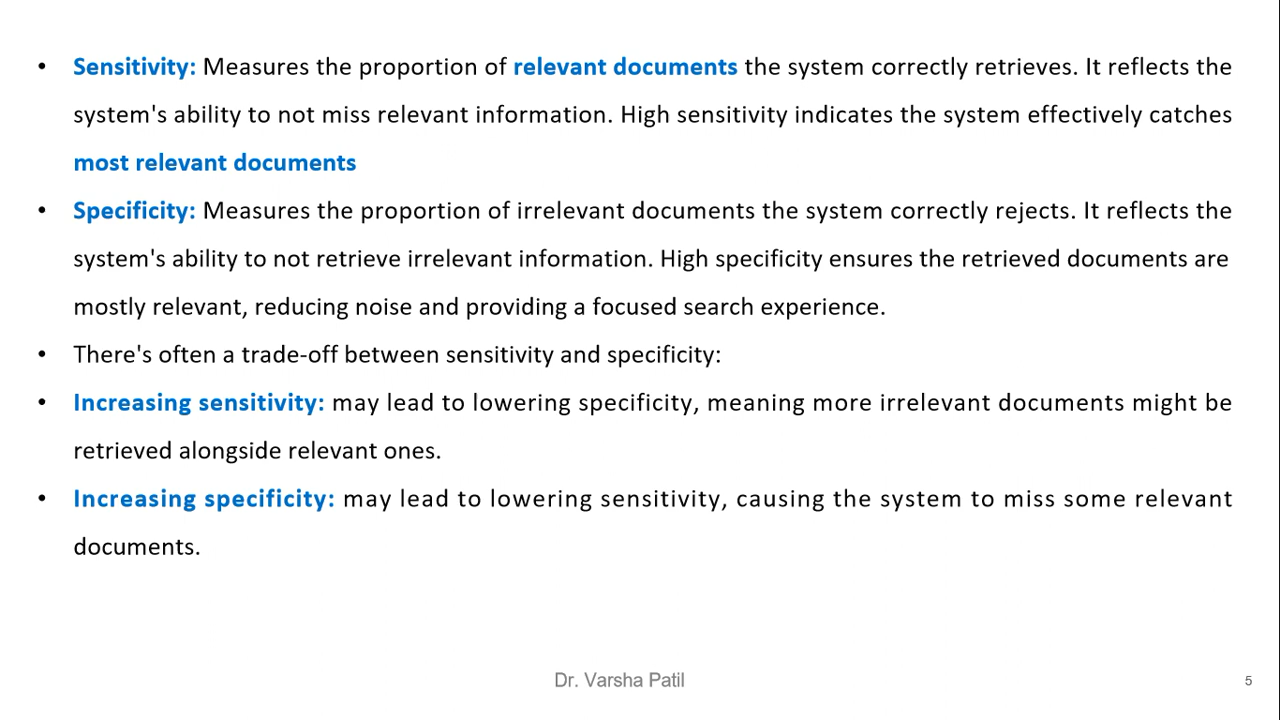 • Sensitivity: Measures the proportion of relevant documents the system correctly retrieves. It reflects the
system's ability to not miss relevant information. High sensitivity indicates the system effectively catches
most relevant documents
• Specificity: Measures the proportion of irrelevant documents the system correctly rejects. It reflects the
system's ability to not retrieve irrelevant information. High specificity ensures the retrieved documents are
mostly relevant, reducing noise and providing a focused search experience.
• There's often a trade-off between sensitivity and specificity:
• Increasing sensitivity: may lead to lowering specificity, meaning more irrelevant documents might be
retrieved alongside relevant ones.
• Increasing specificity: may lead to lowering sensitivity, causing the system to miss some relevant
documents.
Dr. Varsha Patil
5